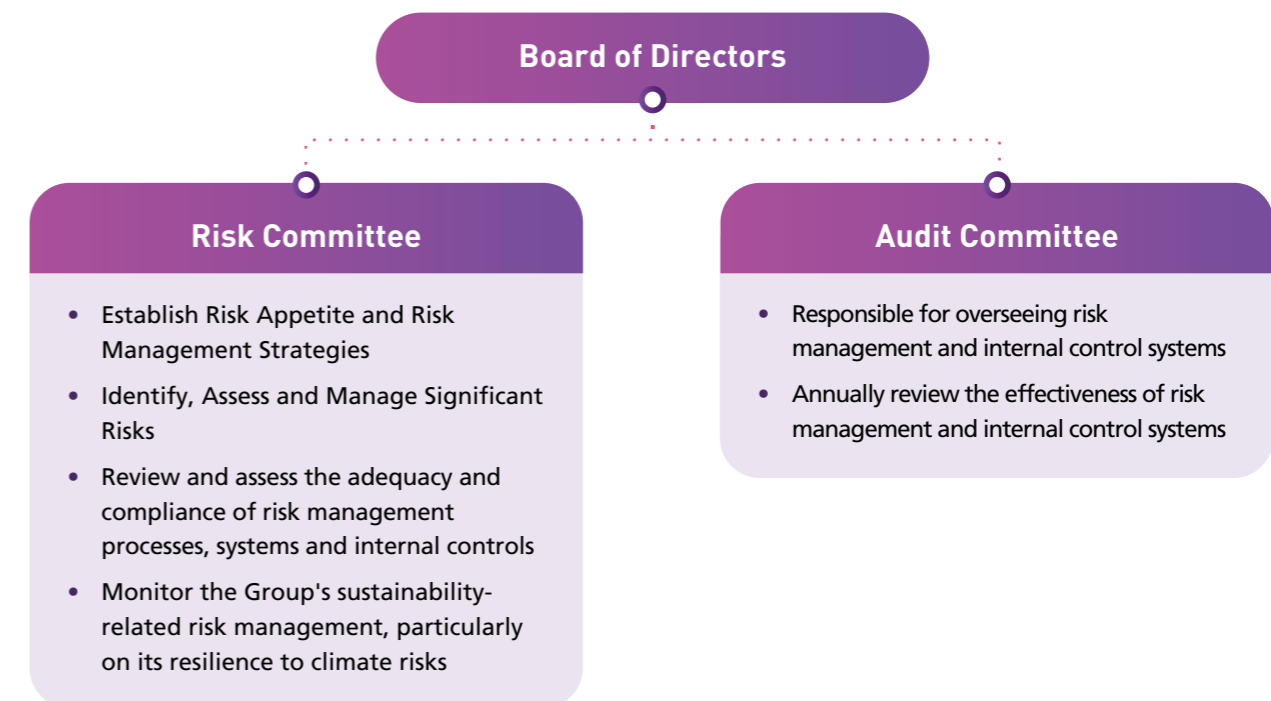 Board of Directors
Risk Committee
• Establish Risk Appetite and Risk
Management Strategies
• Identify, Assess and Manage Significant
Risks
• Review and assess the adequacy and
compliance of risk management
processes, systems and internal controls
• Monitor the Group's sustainability-
related risk management, particularly
on its resilience to climate risks
Audit Committee
• Responsible for overseeing risk
management and internal control systems
• Annually review the effectiveness of risk
management and internal control systems